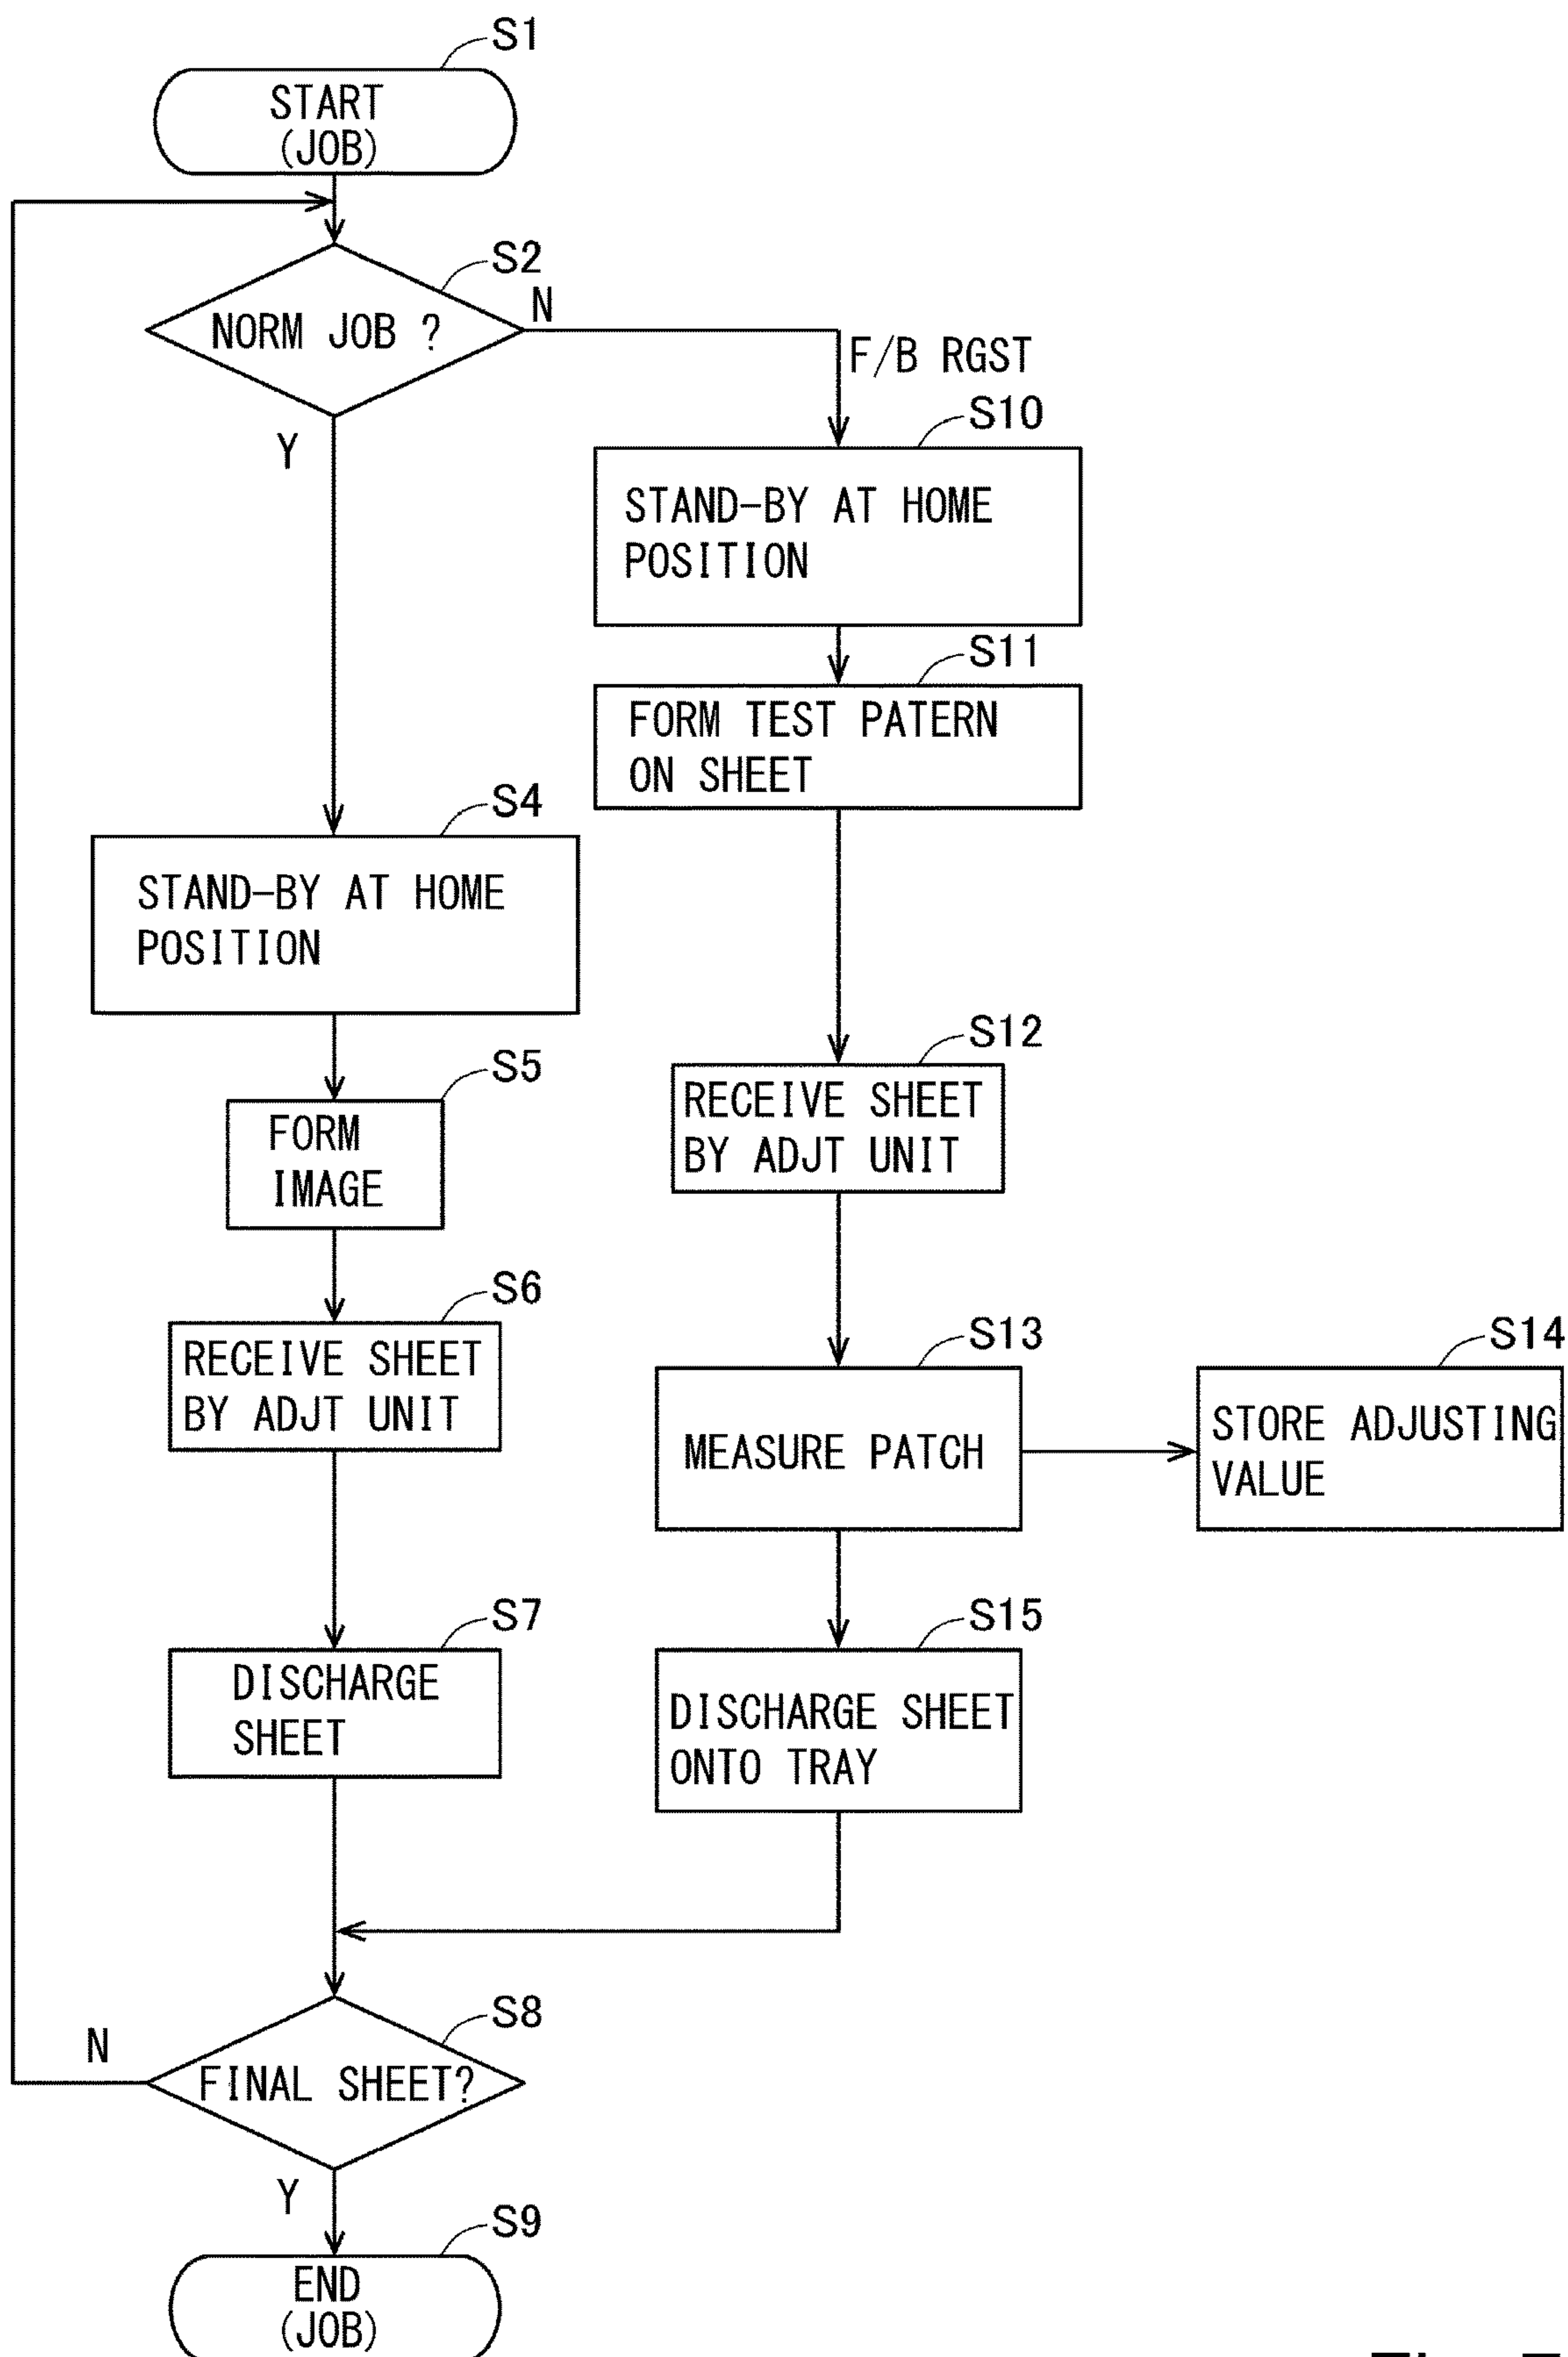 S1
START
(JOB)
S2
NORM JOB ?
N
F/B RGST
Y
S10
STAND-BY AT HOME
POSITION
S11
FORM TEST PATERN
ON SHEET
S4
STAND-BY AT HOME
POSITION
S5
FORM
IMAGE
S12
RECEIVE SHEET
BY ADJT UNIT
S6
RECEIVE SHEET
BY ADJT UNIT
S13
MEASURE PATCH
S14
STORE ADJUSTING
VALUE
S7
DISCHARGE
SHEET
S15
DISCHARGE SHEET
ONTO TRAY
S8
FINAL SHEET?
N
Y
S9
END
(JOB)